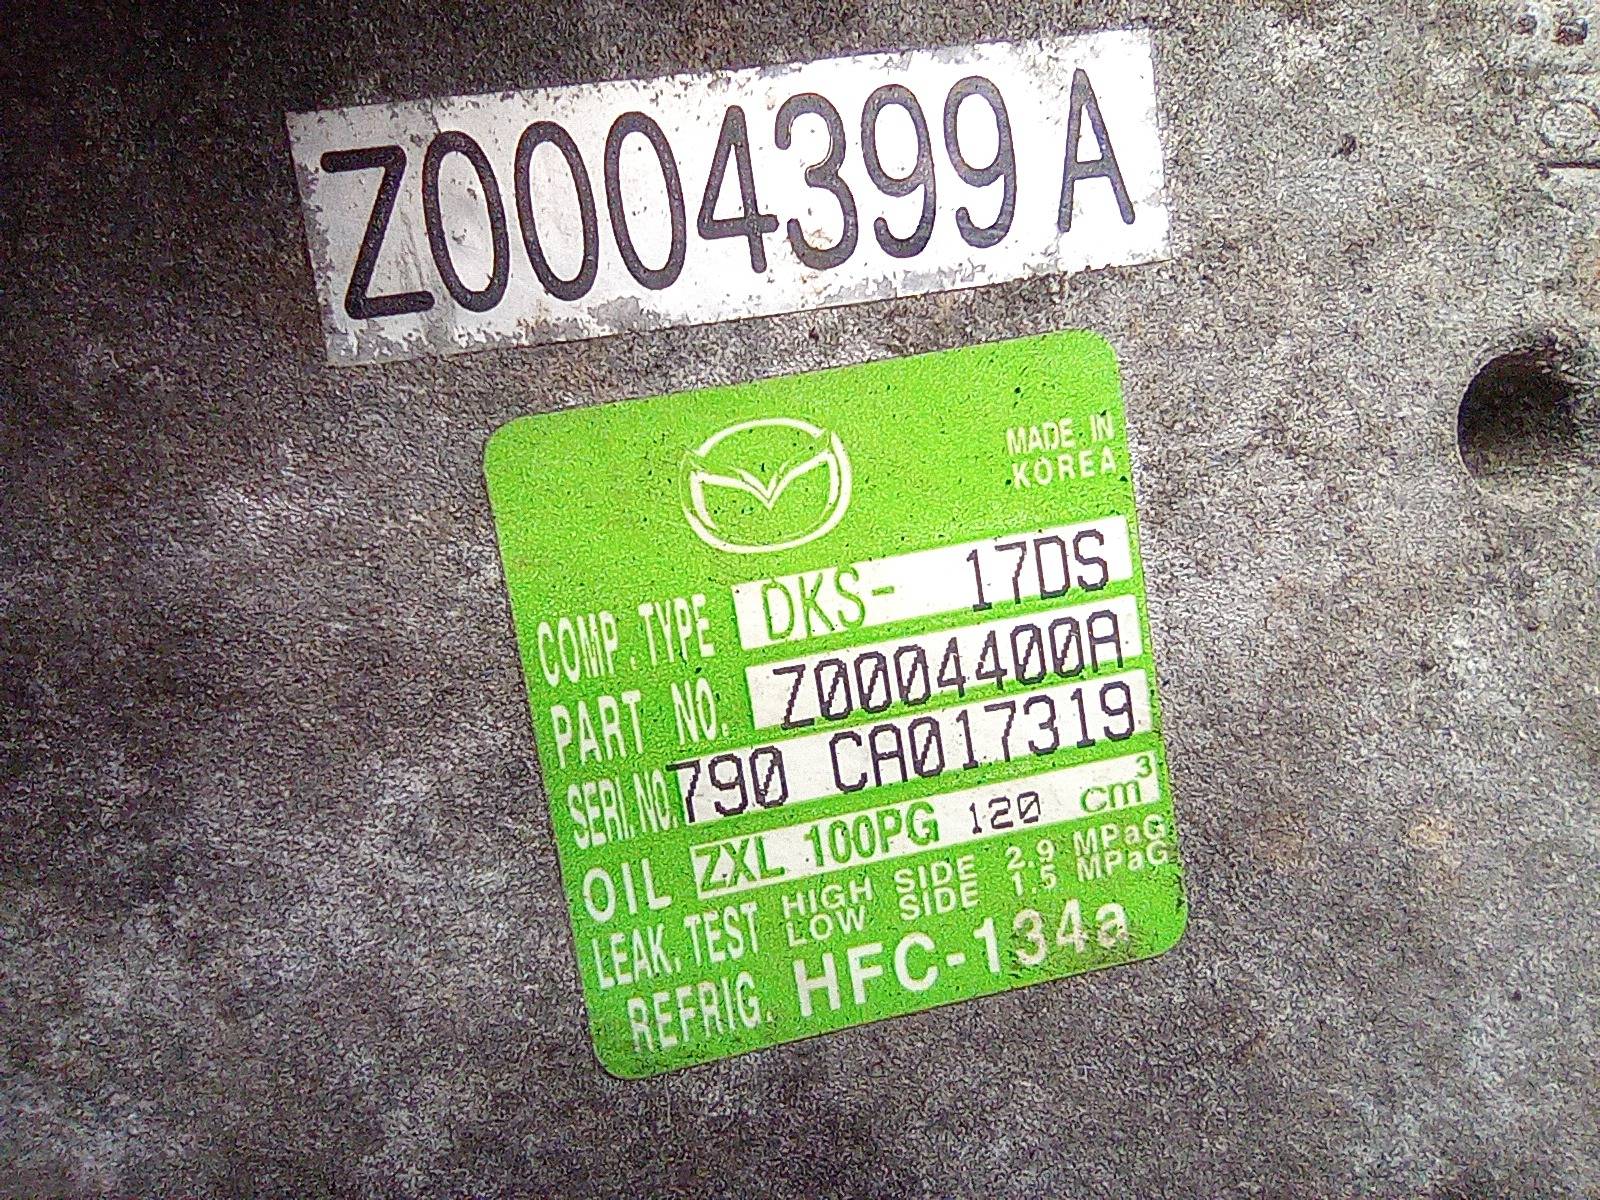 Z0004399A
MADE IN
KOREA
COMP. TYPE DKS- 17DS
PART NO. Z0004400A
SERI. NO. 790 CA017319
OIL ZXL 100PG 120 cm³
LEAK. TEST HIGH SIDE 2.9 MPaG
LOW SIDE 1.5 MPaG
REFRIG. HFC-134a